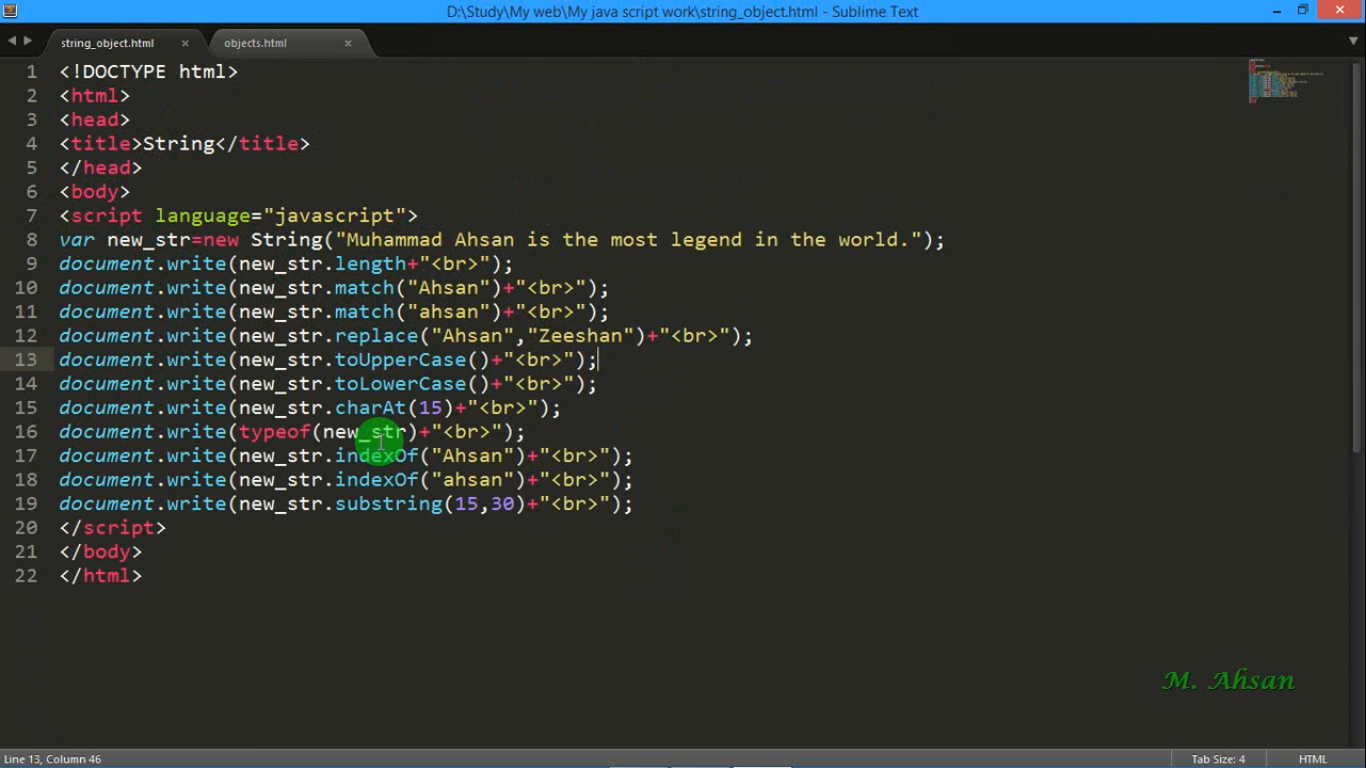 D:\Study\My web\My java script work\string_object.html - Sublime Text
string_object.html × objects.html ×
1 <!DOCTYPE html>
2 <html>
3 <head>
4 <title>String</title>
5 </head>
6 <body>
7 <script language="javascript">
8 var new_str=new String("Muhammad Ahsan is the most legend in the world.");
9 document.write(new_str.length+"<br>");
10 document.write(new_str.match("Ahsan")+"<br>");
11 document.write(new_str.match("ahsan")+"<br>");
12 document.write(new_str.replace("Ahsan","Zeeshan")+"<br>");
13 document.write(new_str.toUpperCase()+"<br>");
14 document.write(new_str.toLowerCase()+"<br>");
15 document.write(new_str.charAt(15)+"<br>");
16 document.write(typeof(new_str)+"<br>");
17 document.write(new_str.indexOf("Ahsan")+"<br>");
18 document.write(new_str.indexOf("ahsan")+"<br>");
19 document.write(new_str.substring(15,30)+"<br>");
20 </script>
21 </body>
22 </html>
M. Ahsan
Line 13, Column 46 Tab Size: 4 HTML